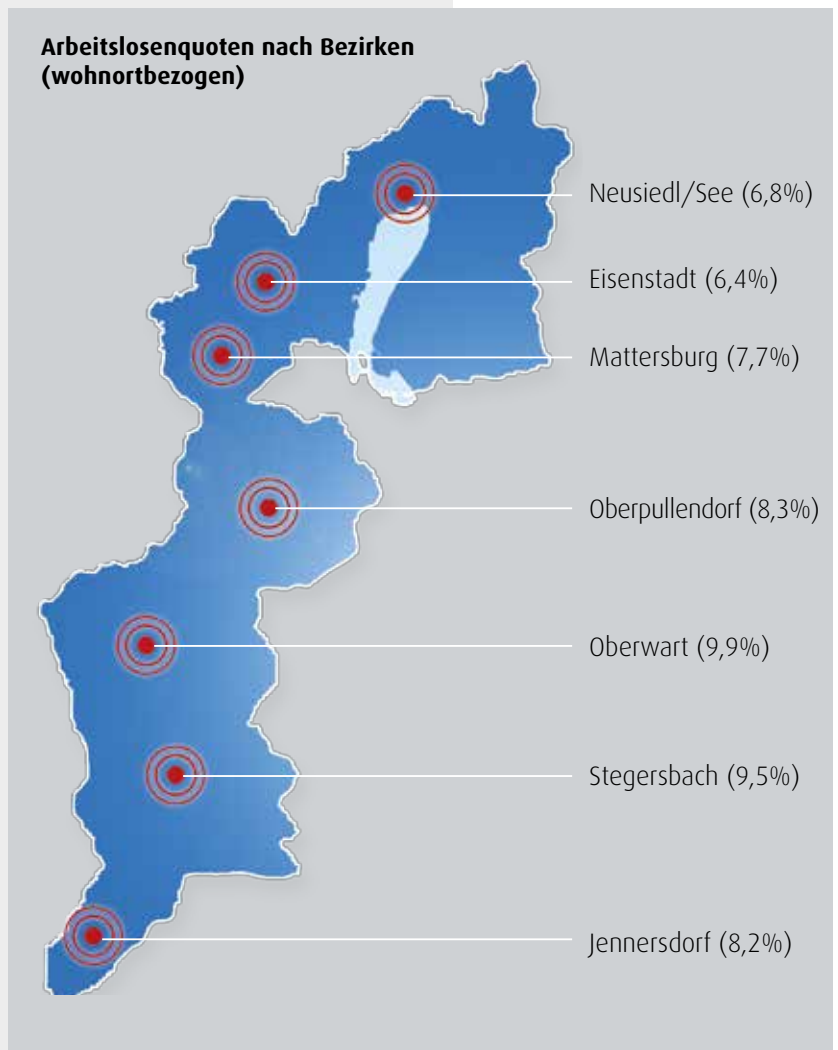 Arbeitslosenquoten nach Bezirken
(wohnortbezogen)
Neusiedl/See (6,8%)
Eisenstadt (6,4%)
Mattersburg (7,7%)
Oberpullendorf (8,3%)
Oberwart (9,9%)
Stegersbach (9,5%)
Jennersdorf (8,2%)